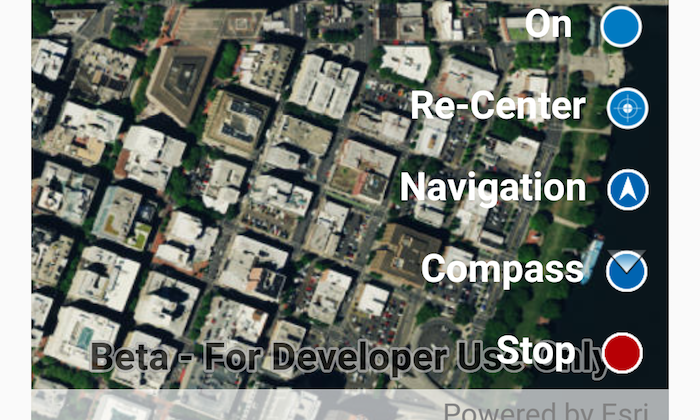 On
Re-Center
Navigation
Compass
Stop
Beta - For Developer Use Only
Powered by Esri